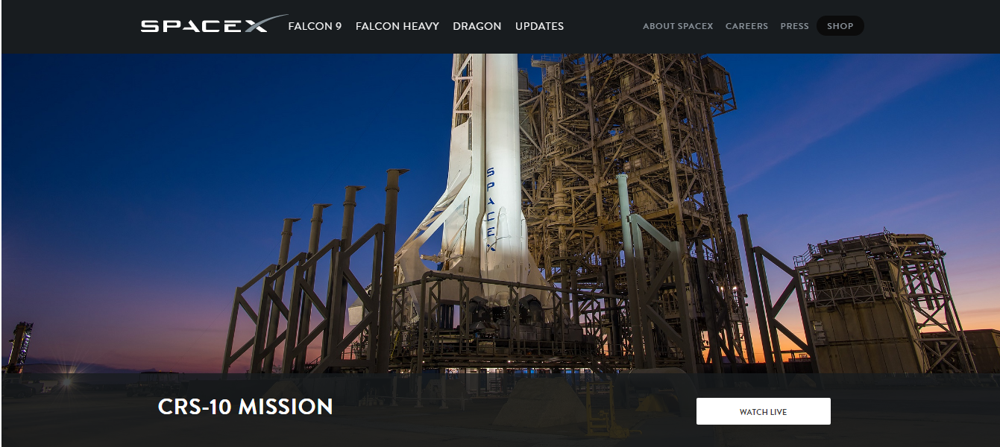 SPACEX FALCON 9 FALCON HEAVY DRAGON UPDATES ABOUT SPACEX CAREERS PRESS SHOP
SPACEX
CRS-10 MISSION WATCH LIVE